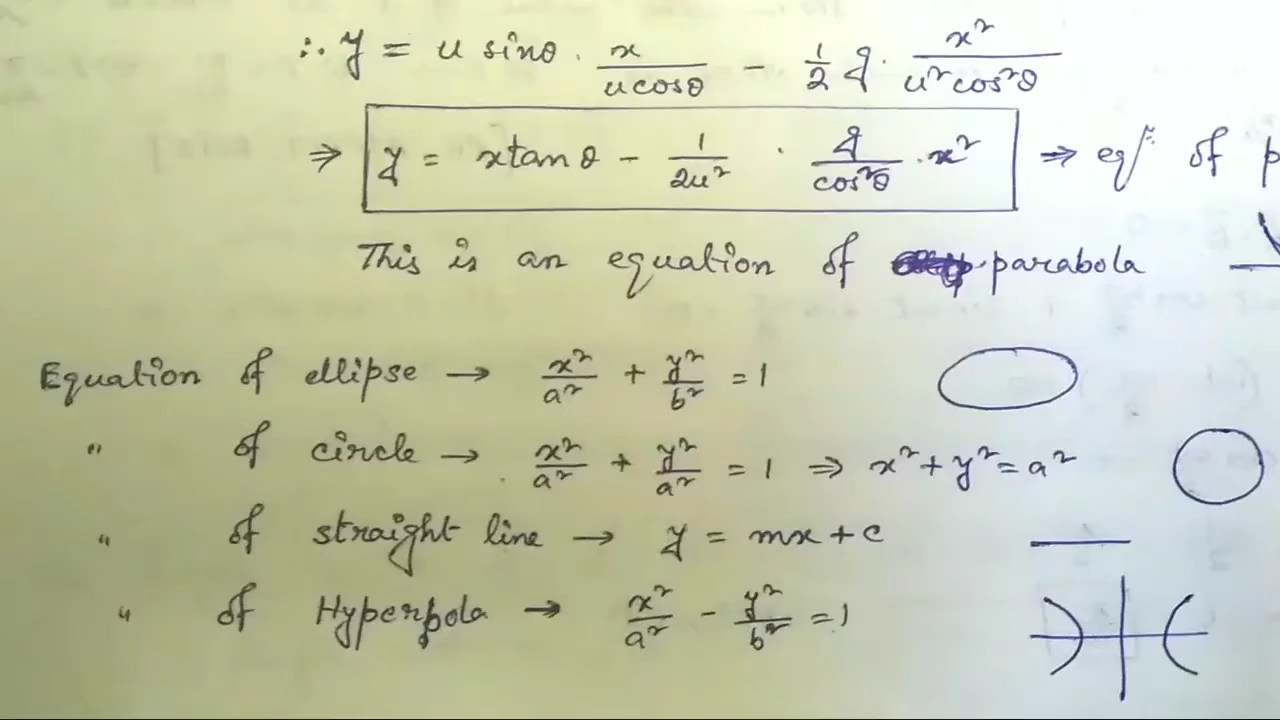 ∴ y = u sinθ · x/(u cosθ) − 1/2 g · x²/(u² cos²θ)
⇒ y = x tan θ − 1/(2u²) · g/(cos²θ) · x² ⇒ eqⁿ of p
This is an equation of parabola
Equation of ellipse → x²/a² + y²/b² = 1
" of circle → x²/a² + y²/a² = 1 ⇒ x² + y² = a²
" of straight line → y = mx + c
" of Hyperbola → x²/a² − y²/b² = 1